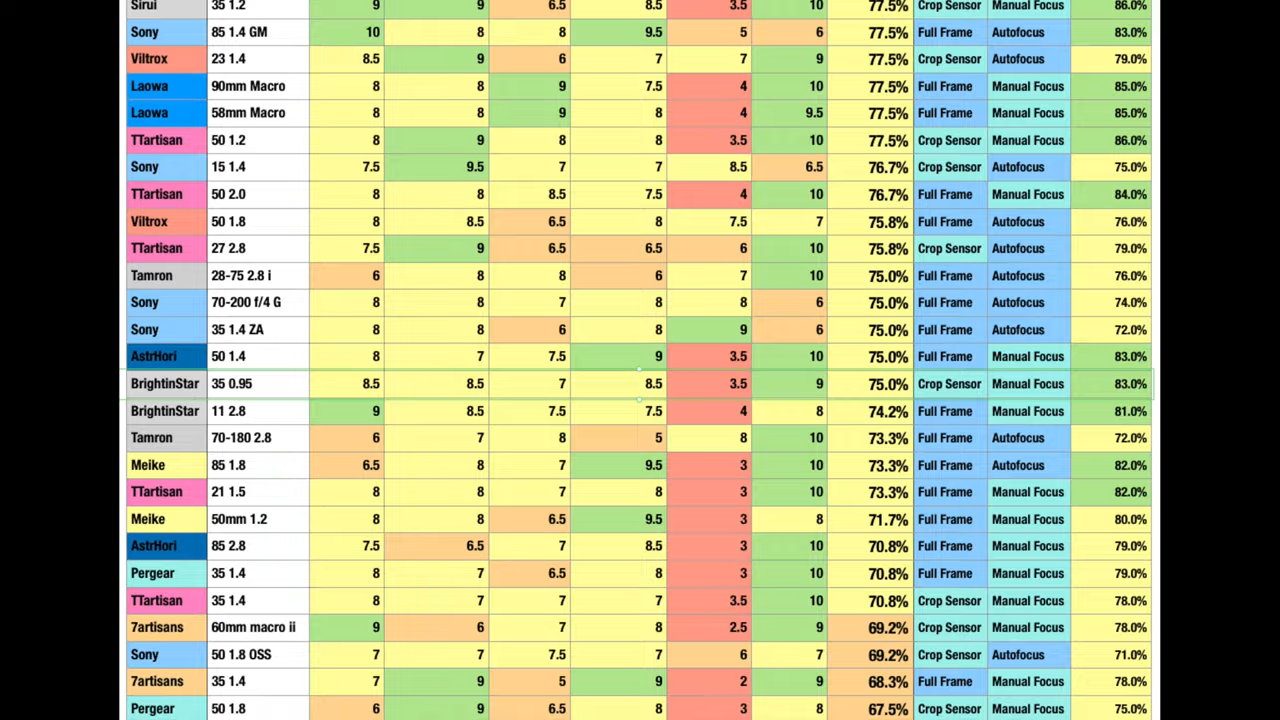 Sirui 35 1.2 9 9 6.5 8.5 3.5 10 77.5% Crop Sensor Manual Focus 86.0%
Sony 85 1.4 GM 10 8 8 9.5 5 6 77.5% Full Frame Autofocus 83.0%
Viltrox 23 1.4 8.5 9 6 7 7 9 77.5% Crop Sensor Autofocus 79.0%
Laowa 90mm Macro 8 8 9 7.5 4 10 77.5% Full Frame Manual Focus 85.0%
Laowa 58mm Macro 8 8 9 8 4 9.5 77.5% Full Frame Manual Focus 85.0%
TTartisan 50 1.2 8 9 8 8 3.5 10 77.5% Crop Sensor Manual Focus 86.0%
Sony 15 1.4 7.5 9.5 7 7 8.5 6.5 76.7% Crop Sensor Autofocus 75.0%
TTartisan 50 2.0 8 8 8.5 7.5 4 10 76.7% Full Frame Manual Focus 84.0%
Viltrox 50 1.8 8 8.5 6.5 8 7.5 7 75.8% Full Frame Autofocus 76.0%
TTartisan 27 2.8 7.5 9 6.5 6.5 6 10 75.8% Crop Sensor Autofocus 79.0%
Tamron 28-75 2.8 i 6 8 8 6 7 10 75.0% Full Frame Autofocus 76.0%
Sony 70-200 f/4 G 8 8 7 8 8 6 75.0% Full Frame Autofocus 74.0%
Sony 35 1.4 ZA 8 8 6 8 9 6 75.0% Full Frame Autofocus 72.0%
AstrHori 50 1.4 8 7 7.5 9 3.5 10 75.0% Full Frame Manual Focus 83.0%
BrightinStar 35 0.95 8.5 8.5 7 8.5 3.5 9 75.0% Crop Sensor Manual Focus 83.0%
BrightinStar 11 2.8 9 8.5 7.5 7.5 4 8 74.2% Full Frame Manual Focus 81.0%
Tamron 70-180 2.8 6 7 8 5 8 10 73.3% Full Frame Autofocus 72.0%
Meike 85 1.8 6.5 8 7 9.5 3 10 73.3% Full Frame Autofocus 82.0%
TTartisan 21 1.5 8 8 7 8 3 10 73.3% Full Frame Manual Focus 82.0%
Meike 50mm 1.2 8 8 6.5 9.5 3 8 71.7% Full Frame Manual Focus 80.0%
AstrHori 85 2.8 7.5 6.5 7 8.5 3 10 70.8% Full Frame Manual Focus 79.0%
Pergear 35 1.4 8 7 6.5 8 3 10 70.8% Full Frame Manual Focus 79.0%
TTartisan 35 1.4 8 7 7 7 3.5 10 70.8% Crop Sensor Manual Focus 78.0%
7artisans 60mm macro ii 9 6 7 8 2.5 9 69.2% Crop Sensor Manual Focus 78.0%
Sony 50 1.8 OSS 7 7 7.5 7 6 7 69.2% Crop Sensor Autofocus 71.0%
7artisans 35 1.4 7 9 5 9 2 9 68.3% Full Frame Manual Focus 78.0%
Pergear 50 1.8 6 9 6.5 8 3 8 67.5% Crop Sensor Manual Focus 75.0%